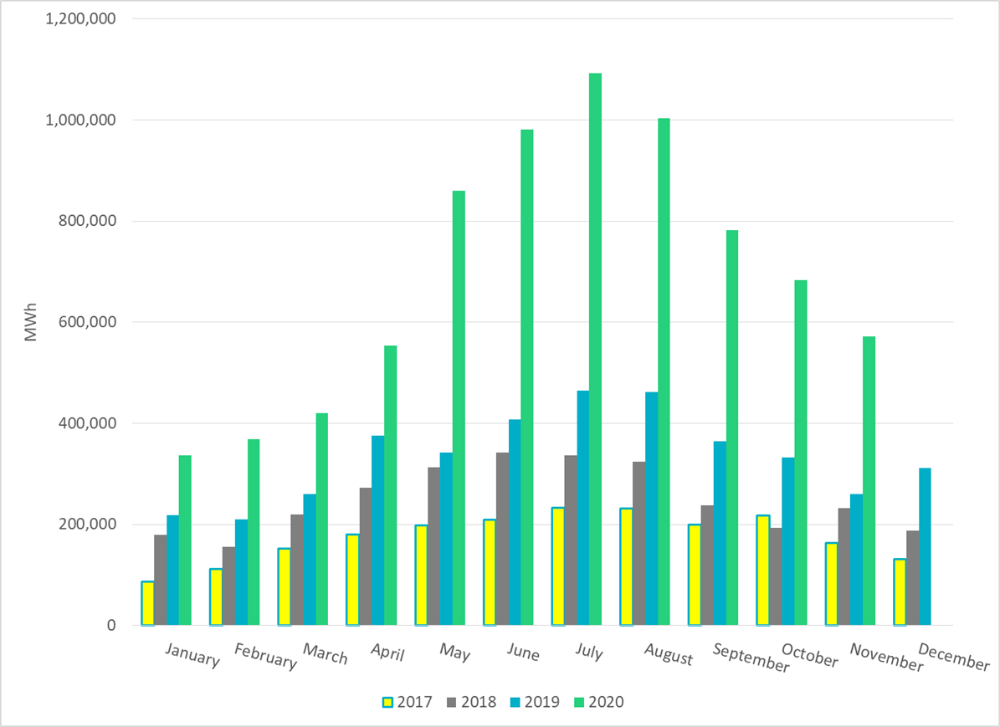 1,200,000
1,000,000
800,000
600,000
400,000
200,000
0
MWh
January February March April May June July August September October November December
2017 2018 2019 2020